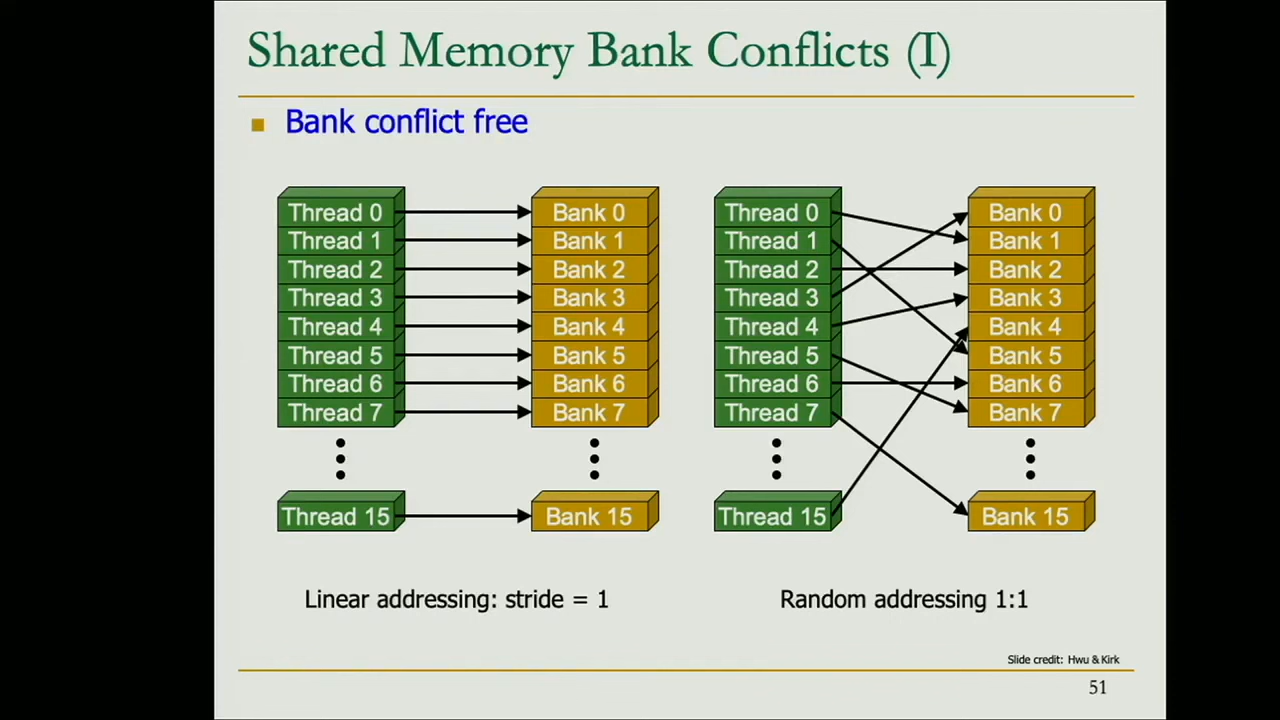 Shared Memory Bank Conflicts (I)
Bank conflict free
Thread 0
Thread 1
Thread 2
Thread 3
Thread 4
Thread 5
Thread 6
Thread 7
Thread 15
Bank 0
Bank 1
Bank 2
Bank 3
Bank 4
Bank 5
Bank 6
Bank 7
Bank 15
Linear addressing: stride = 1
Thread 0
Thread 1
Thread 2
Thread 3
Thread 4
Thread 5
Thread 6
Thread 7
Thread 15
Bank 0
Bank 1
Bank 2
Bank 3
Bank 4
Bank 5
Bank 6
Bank 7
Bank 15
Random addressing 1:1
Slide credit: Hwu & Kirk
51